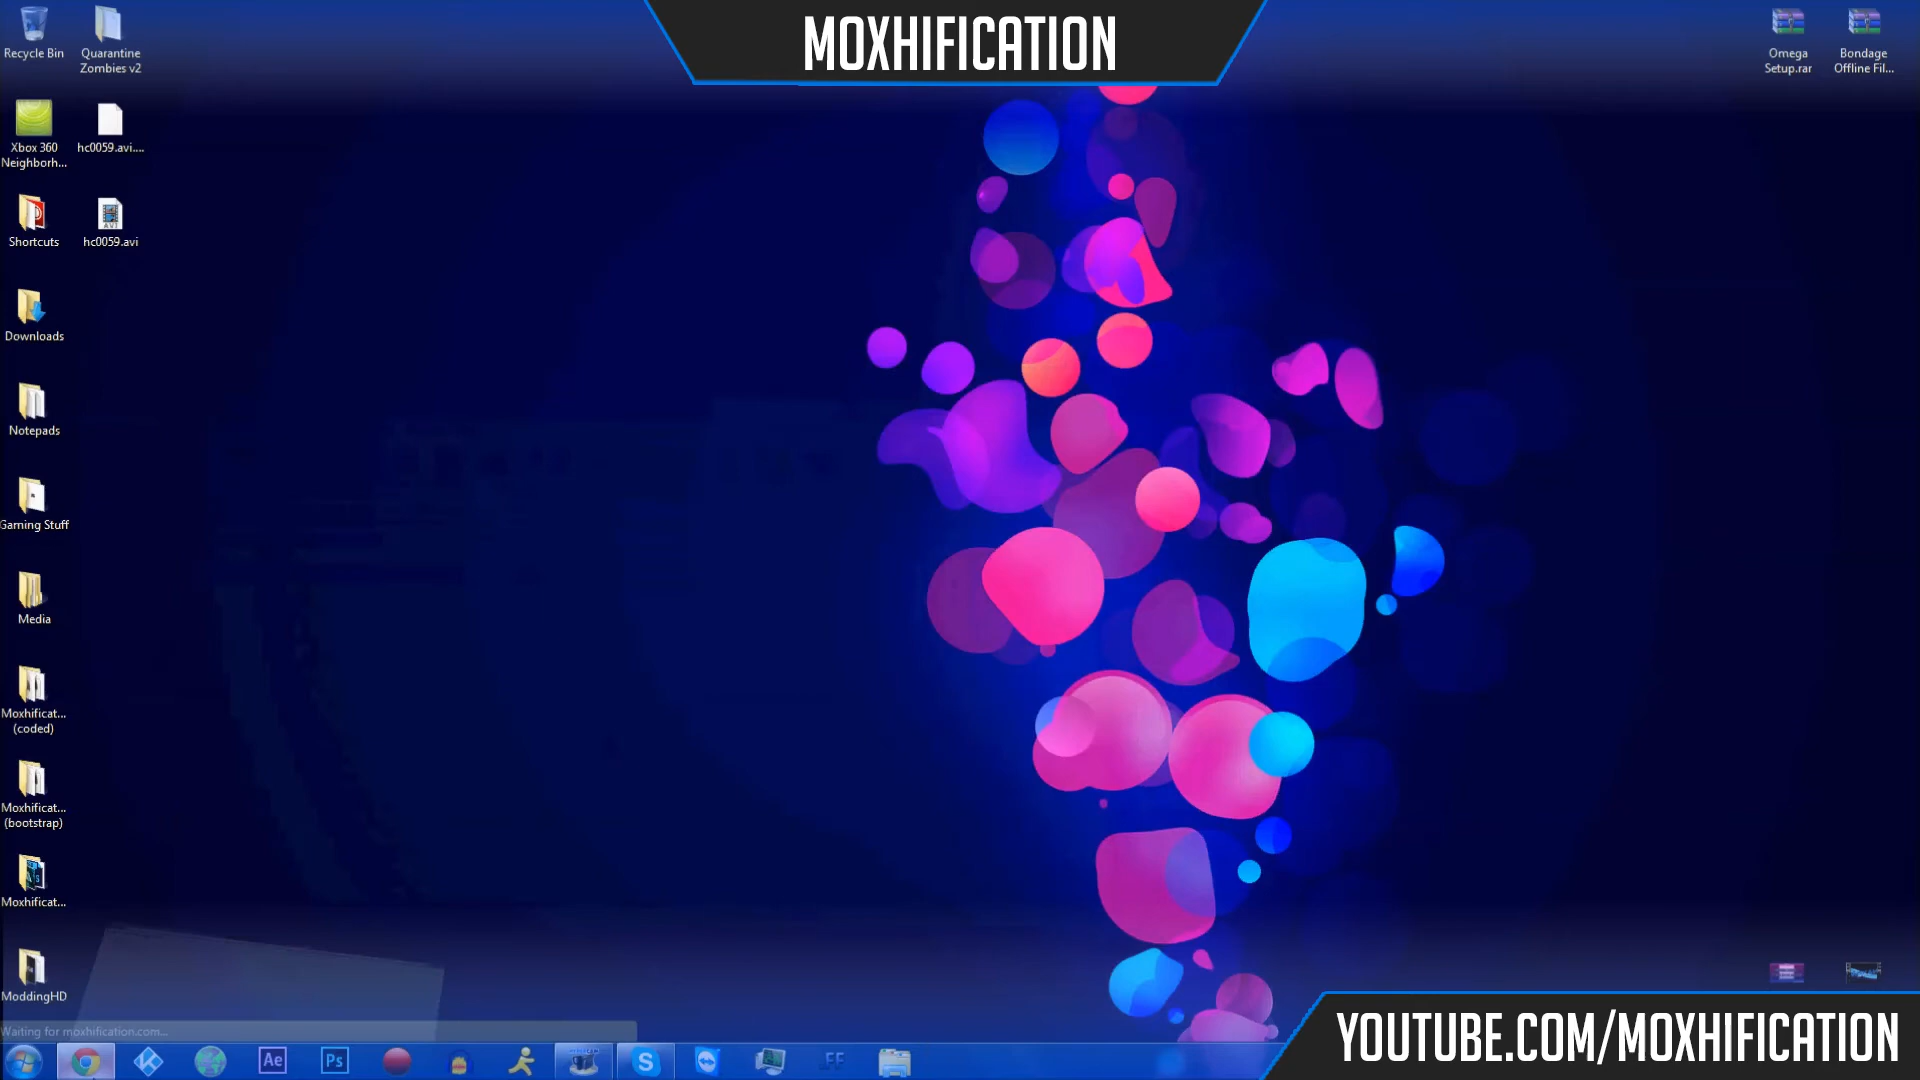 MOXHIFICATION
Recycle Bin
Quarantine
Zombies v2
Omega
Setup.rar
Bondage
Offline Fil...
Xbox 360
Neighborh...
hc0059.avi....
Shortcuts
AVI
hc0059.avi
Downloads
Notepads
Gaming Stuff
Media
Moxhificat...
(coded)
Moxhificat...
(bootstrap)
Moxhificat...
ModdingHD
Waiting for moxhification.com...
Ae
Ps
S
FF
YOUTUBE.COM/MOXHIFICATION